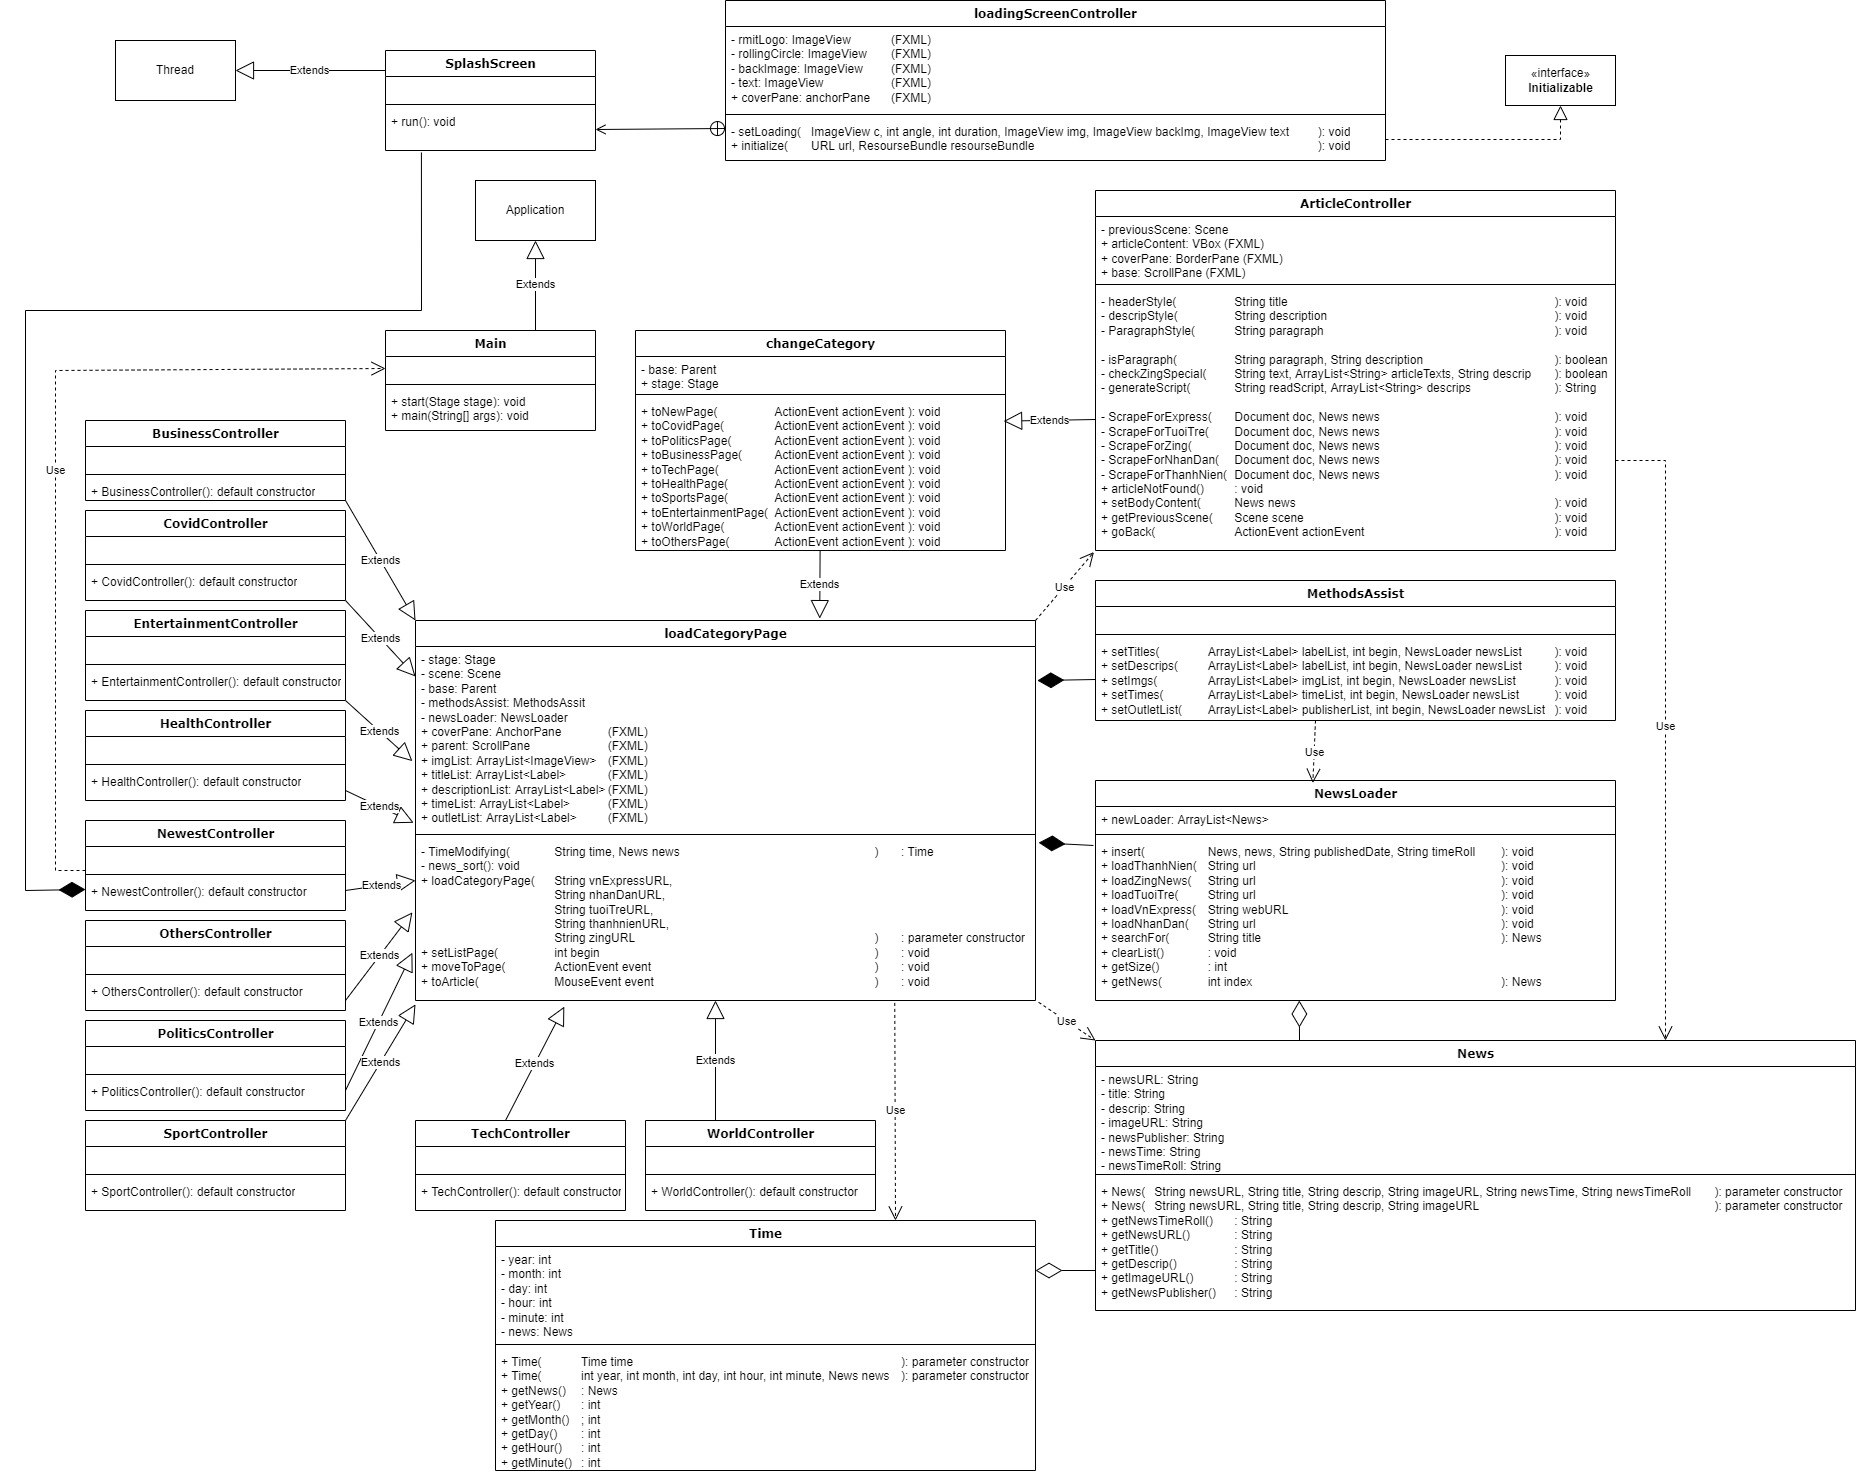 loadingScreenController
- rmitLogo: ImageView (FXML)
- rollingCircle: ImageView (FXML)
- backImage: ImageView (FXML)
- text: ImageView (FXML)
+ coverPane: anchorPane (FXML)
- setLoading( ImageView c, int angle, int duration, ImageView img, ImageView backImg, ImageView text ): void
+ initialize( URL url, ResourseBundle resourseBundle ): void
Thread
Extends
SplashScreen
+ run(): void
«interface»
Initializable
Application
Extends
Main
+ start(Stage stage): void
+ main(String[] args): void
changeCategory
- base: Parent
+ stage: Stage
+ toNewPage( ActionEvent actionEvent ): void
+ toCovidPage( ActionEvent actionEvent ): void
+ toPoliticsPage( ActionEvent actionEvent ): void
+ toBusinessPage( ActionEvent actionEvent ): void
+ toTechPage( ActionEvent actionEvent ): void
+ toHealthPage( ActionEvent actionEvent ): void
+ toSportsPage( ActionEvent actionEvent ): void
+ toEntertainmentPage( ActionEvent actionEvent ): void
+ toWorldPage( ActionEvent actionEvent ): void
+ toOthersPage( ActionEvent actionEvent ): void
Extends
Extends
ArticleController
- previousScene: Scene
+ articleContent: VBox (FXML)
+ coverPane: BorderPane (FXML)
+ base: ScrollPane (FXML)
- headerStyle( String title ): void
- descripStyle( String description ): void
- ParagraphStyle( String paragraph ): void
- isParagraph( String paragraph, String description ): boolean
- checkZingSpecial( String text, ArrayList<String> articleTexts, String descrip ): boolean
- generateScript( String readScript, ArrayList<String> descrips ): String
- ScrapeForExpress( Document doc, News news ): void
- ScrapeForTuoiTre( Document doc, News news ): void
- ScrapeForZing( Document doc, News news ): void
- ScrapeForNhanDan( Document doc, News news ): void
- ScrapeForThanhNien( Document doc, News news ): void
+ articleNotFound() : void
+ setBodyContent( News news ): void
+ getPreviousScene( Scene scene ): void
+ goBack( ActionEvent actionEvent ): void
Use
BusinessController
+ BusinessController(): default constructor
Extends
CovidController
+ CovidController(): default constructor
Extends
EntertainmentController
+ EntertainmentController(): default constructor
Extends
HealthController
+ HealthController(): default constructor
Extends
NewestController
+ NewestController(): default constructor
Extends
OthersController
+ OthersController(): default constructor
Extends
PoliticsController
+ PoliticsController(): default constructor
Extends
SportController
+ SportController(): default constructor
Extends
loadCategoryPage
- stage: Stage
- scene: Scene
- base: Parent
- methodsAssist: MethodsAssit
- newsLoader: NewsLoader
+ coverPane: AnchorPane (FXML)
+ parent: ScrollPane (FXML)
+ imgList: ArrayList<ImageView> (FXML)
+ titleList: ArrayList<Label> (FXML)
+ descriptionList: ArrayList<Label> (FXML)
+ timeList: ArrayList<Label> (FXML)
+ outletList: ArrayList<Label> (FXML)
- TimeModifying( String time, News news ) : Time
- news_sort(): void
+ loadCategoryPage( String vnExpressURL,
String nhanDanURL,
String tuoiTreURL,
String thanhnienURL,
String zingURL ) : parameter constructor
+ setListPage( int begin ) : void
+ moveToPage( ActionEvent event ) : void
+ toArticle( MouseEvent event ) : void
Use
MethodsAssist
+ setTitles( ArrayList<Label> labelList, int begin, NewsLoader newsList ): void
+ setDescrips( ArrayList<Label> labelList, int begin, NewsLoader newsList ): void
+ setImgs( ArrayList<Label> imgList, int begin, NewsLoader newsList ): void
+ setTimes( ArrayList<Label> timeList, int begin, NewsLoader newsList ): void
+ setOutletList( ArrayList<Label> publisherList, int begin, NewsLoader newsList ): void
Use
Use
NewsLoader
+ newLoader: ArrayList<News>
+ insert( News, news, String publishedDate, String timeRoll ): void
+ loadThanhNien( String url ): void
+ loadZingNews( String url ): void
+ loadTuoiTre( String url ): void
+ loadVnExpress( String webURL ): void
+ loadNhanDan( String url ): void
+ searchFor( String title ): News
+ clearList() : void
+ getSize() : int
+ getNews( int index ): News
Use
Extends
Extends
Use
TechController
+ TechController(): default constructor
WorldController
+ WorldController(): default constructor
News
- newsURL: String
- title: String
- descrip: String
- imageURL: String
- newsPublisher: String
- newsTime: String
- newsTimeRoll: String
+ News( String newsURL, String title, String descrip, String imageURL, String newsTime, String newsTimeRoll ): parameter constructor
+ News( String newsURL, String title, String descrip, String imageURL ): parameter constructor
+ getNewsTimeRoll() : String
+ getNewsURL() : String
+ getTitle() : String
+ getDescrip() : String
+ getImageURL() : String
+ getNewsPublisher() : String
Time
- year: int
- month: int
- day: int
- hour: int
- minute: int
- news: News
+ Time( Time time ): parameter constructor
+ Time( int year, int month, int day, int hour, int minute, News news ): parameter constructor
+ getNews() : News
+ getYear() : int
+ getMonth() ; int
+ getDay() : int
+ getHour() : int
+ getMinute() : int